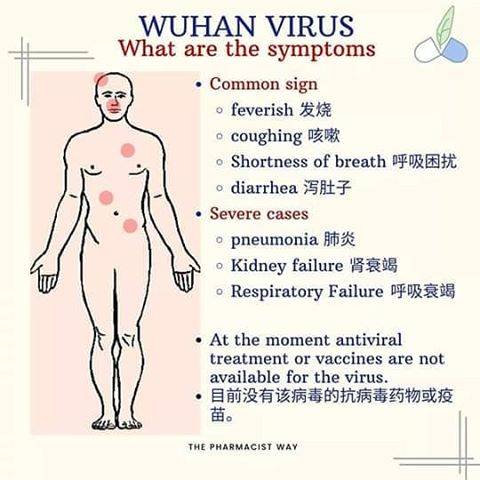 WUHAN VIRUS
What are the symptoms
Common sign
feverish 发烧
coughing 咳嗽
Shortness of breath 呼吸困扰
diarrhea 泻肚子
Severe cases
pneumonia 肺炎
Kidney failure 肾衰竭
Respiratory Failure 呼吸衰竭
At the moment antiviral
treatment or vaccines are not
available for the virus.
目前没有该病毒的抗病毒药物或疫
苗。
THE PHARMACIST WAY